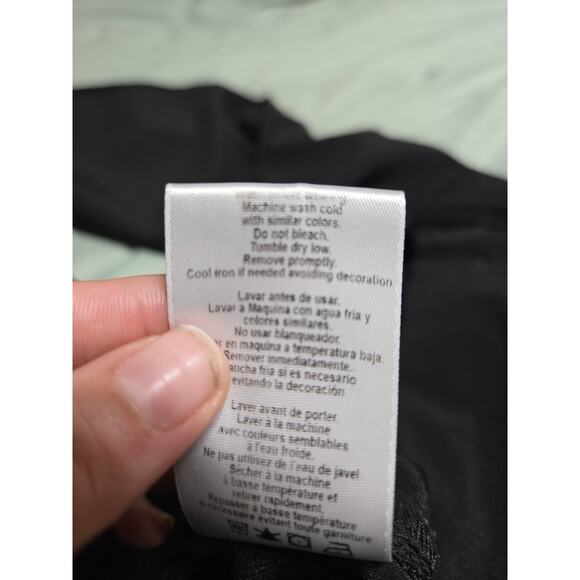 Machine wash cold
with similar colors.
Do not bleach.
Tumble dry low.
Remove promptly.
Cool iron if needed avoiding decoration
Lavar antes de usar.
Lavar a Maquina con agua fria y
colores similares.
No usar blanqueador.
en maquina a temperatura baja.
Remover inmediatamente.
fria si es necesario
evitando la decoración
Laver avant de porter.
Laver à la machine
avec couleurs semblables
à l'eau froide.
Ne pas utilisez de l'eau de javel
Sécher à la machine
à basse température et
retirer rapidement.
Repasser à basse température
si necessaire évitant toute garniture